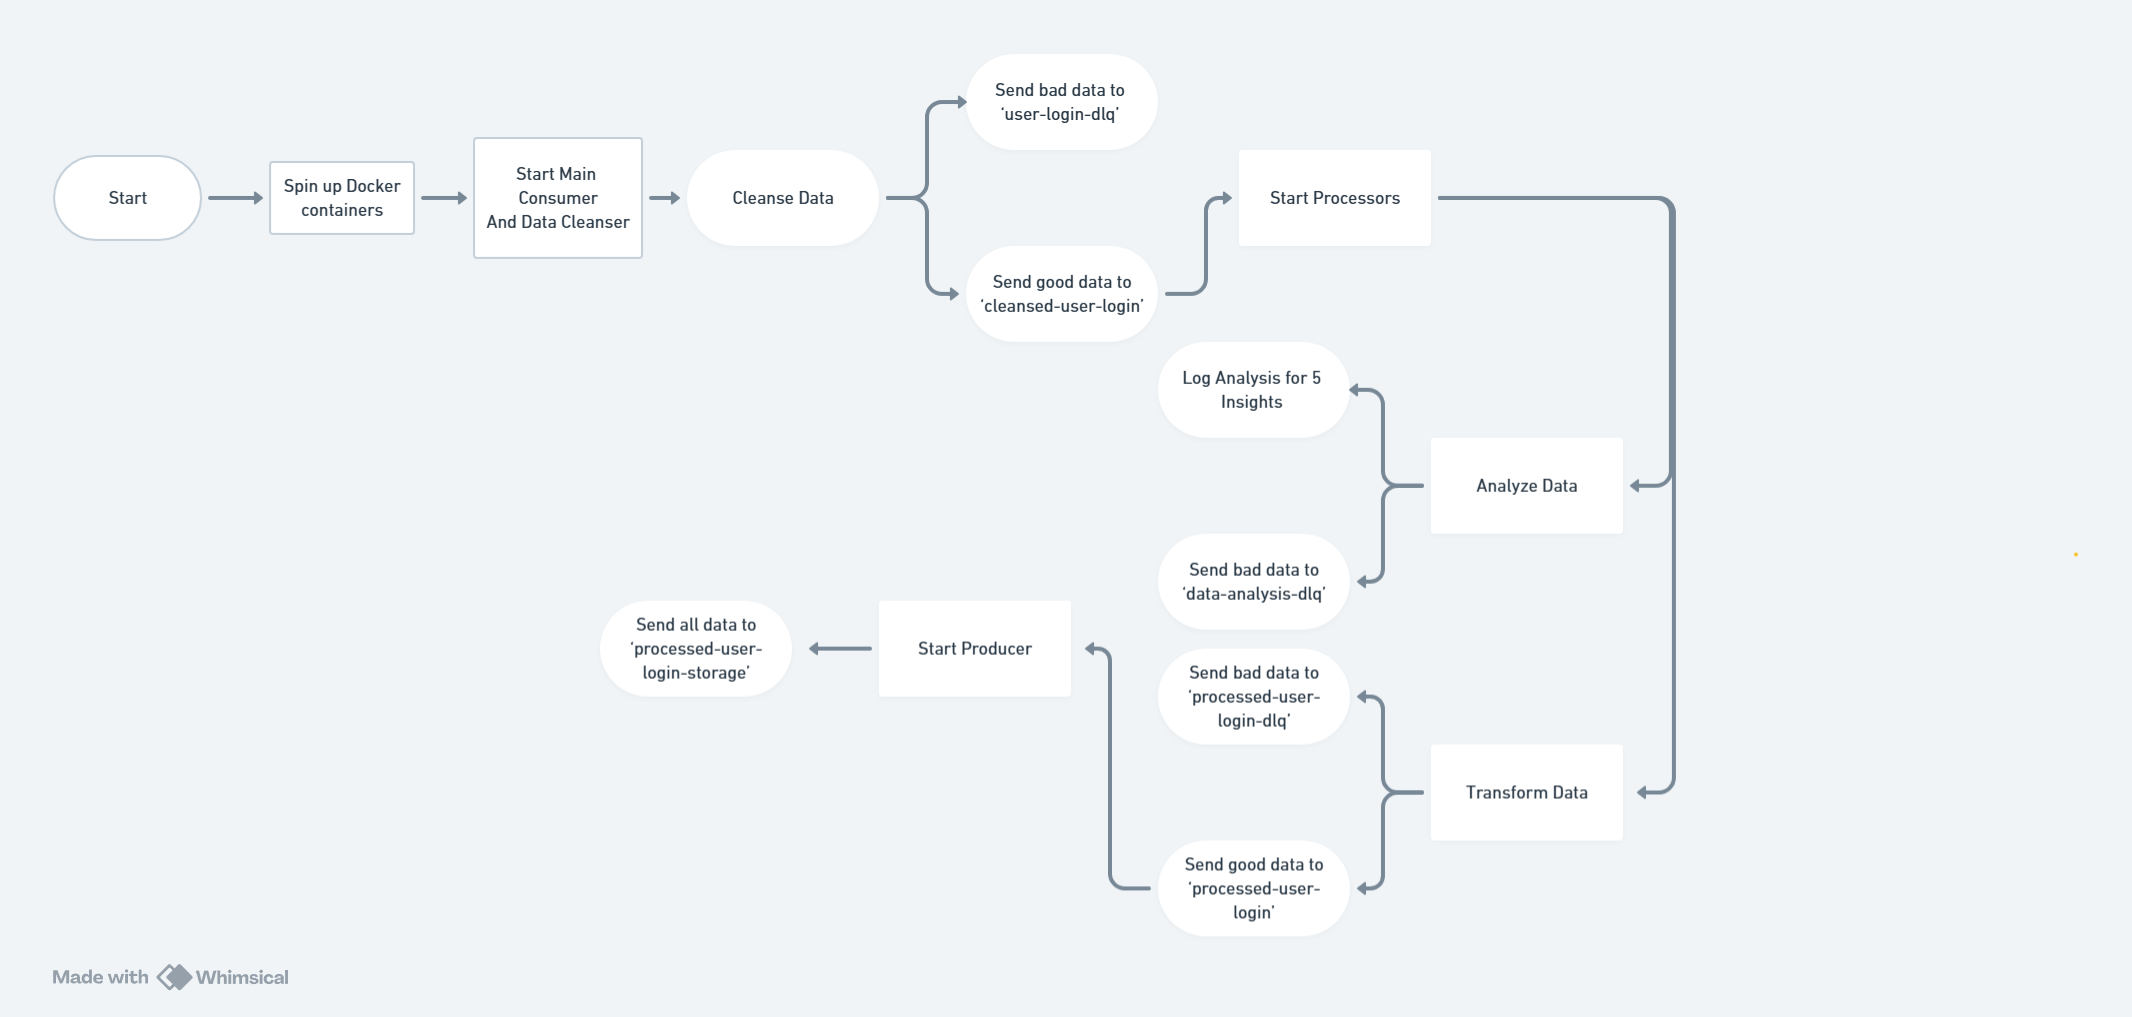 Start
Spin up Docker
containers
Start Main
Consumer
And Data Cleanser
Cleanse Data
Send bad data to
‘user-login-dlq’
Send good data to
‘cleansed-user-login’
Start Processors
Log Analysis for 5
Insights
Analyze Data
Send bad data to
‘data-analysis-dlq’
Send all data to
‘processed-user-
login-storage’
Start Producer
Send bad data to
‘processed-user-
login-dlq’
Transform Data
Send good data to
‘processed-user-
login’
Made with Whimsical